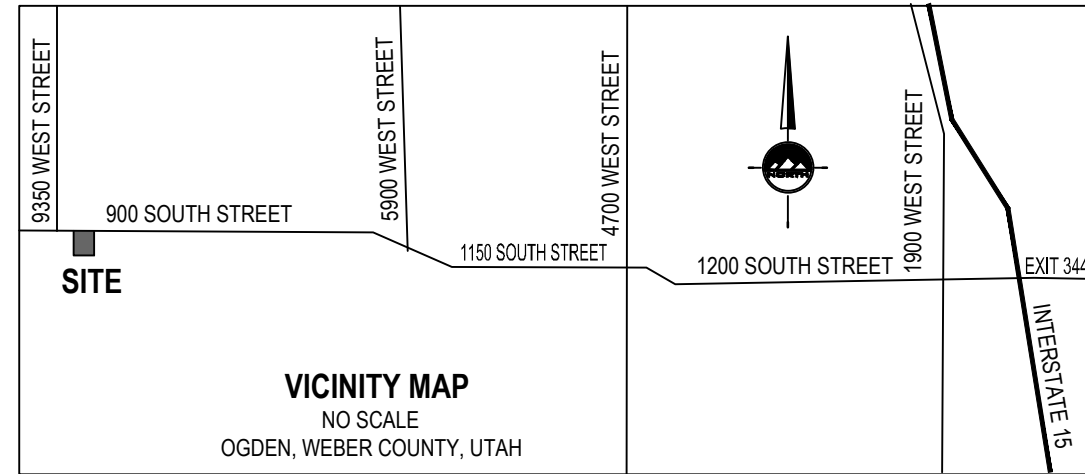 9350 WEST STREET
5900 WEST STREET
4700 WEST STREET
1900 WEST STREET
NORTH
900 SOUTH STREET
1150 SOUTH STREET
1200 SOUTH STREET
EXIT 344
SITE
INTERSTATE 15
VICINITY MAP
NO SCALE
OGDEN, WEBER COUNTY, UTAH